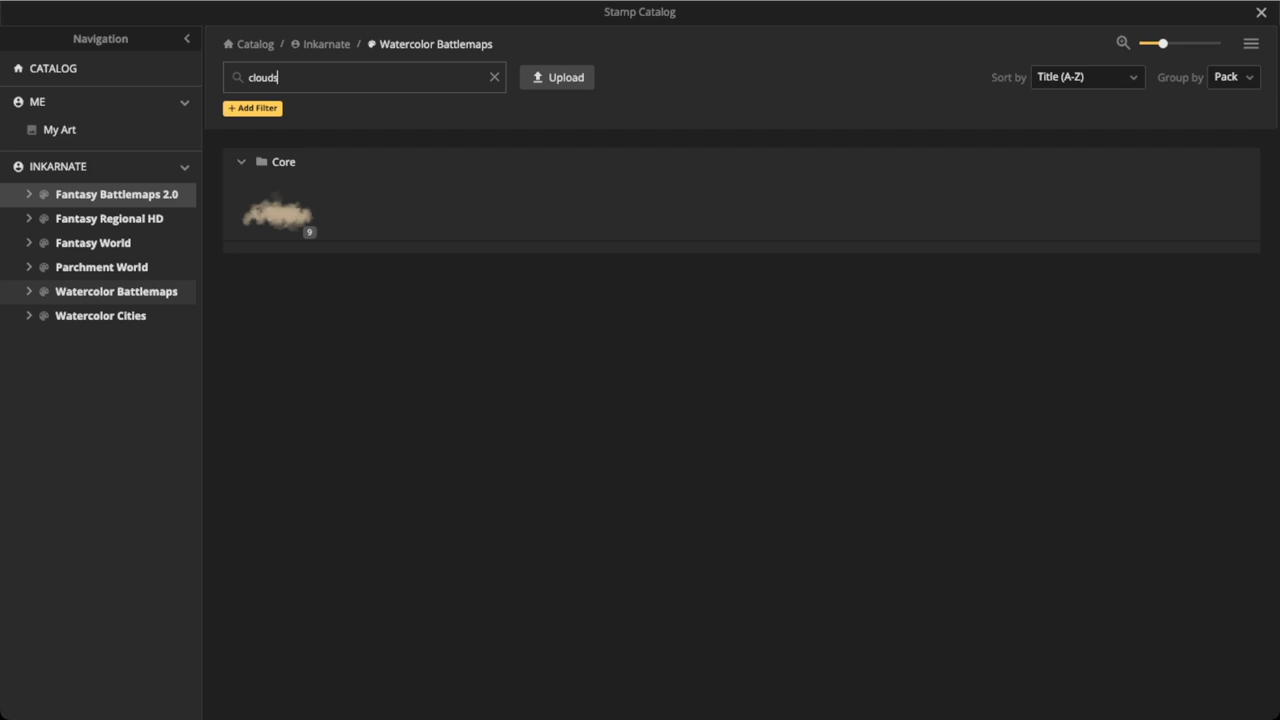 Stamp Catalog
Navigation
CATALOG
ME
My Art
INKARNATE
Fantasy Battlemaps 2.0
Fantasy Regional HD
Fantasy World
Parchment World
Watercolor Battlemaps
Watercolor Cities
Catalog / Inkarnate / Watercolor Battlemaps
clouds
Upload
Sort by Title (A-Z) Group by Pack
+ Add Filter
Core
9